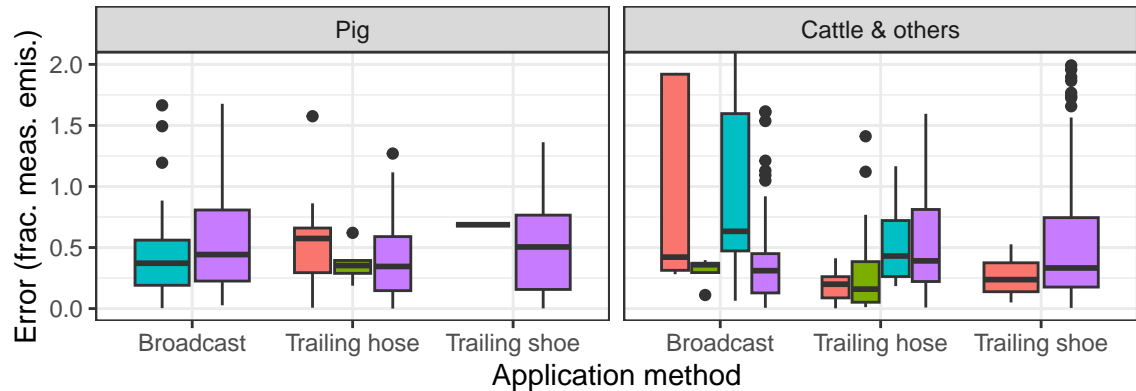 Pig
Cattle & others
Error (frac. meas. emis.)
2.0
1.5
1.0
0.5
0.0
Broadcast
Trailing hose
Trailing shoe
Broadcast
Trailing hose
Trailing shoe
Application method